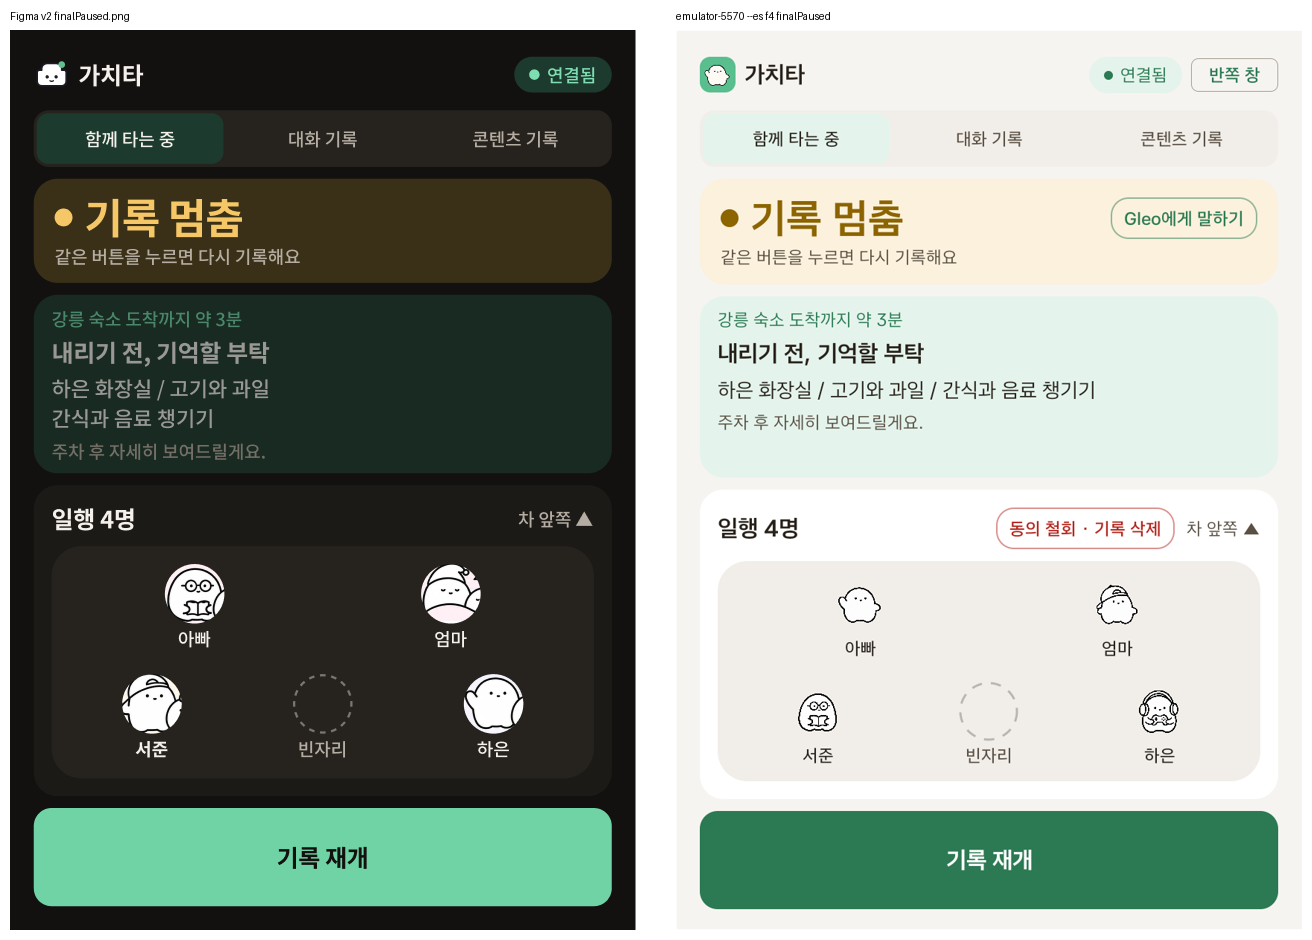 Figma v2 finalPaused.png
가치타
연결됨
함께 타는 중
대화 기록
콘텐츠 기록
기록 멈춤
같은 버튼을 누르면 다시 기록해요
강릉 숙소 도착까지 약 3분
내리기 전, 기억할 부탁
하은 화장실 / 고기와 과일
간식과 음료 챙기기
주차 후 자세히 보여드릴게요.
일행 4명
차 앞쪽 ▲
아빠
엄마
서준
빈자리
하은
기록 재개
emulator-5570 --es f4 finalPaused
가치타
연결됨
반쪽 창
함께 타는 중
대화 기록
콘텐츠 기록
기록 멈춤
Gleo에게 말하기
같은 버튼을 누르면 다시 기록해요
강릉 숙소 도착까지 약 3분
내리기 전, 기억할 부탁
하은 화장실 / 고기와 과일 / 간식과 음료 챙기기
주차 후 자세히 보여드릴게요.
일행 4명
동의 철회 · 기록 삭제
차 앞쪽 ▲
아빠
엄마
서준
빈자리
하은
기록 재개